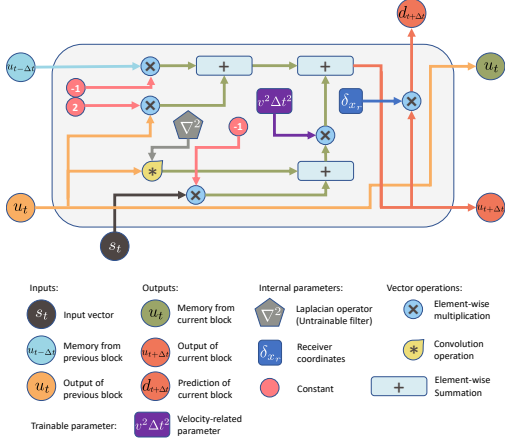 d_{t+Δt}
u_{t−Δt}
× + + u_t
-1
2 ×
v²Δt² δ_{x_r} ×
∇² -1
×
* +
u_t × u_{t+Δt}
s_t
Inputs: Outputs: Internal parameters: Vector operations:
s_t Input vector
u_t Memory from
current block
∇² Laplacian operator
(Untrainable filter)
× Element-wise
multiplication
u_{t−Δt} Memory from
previous block
u_{t+Δt} Output of
current block
δ_{x_r} Receiver
coordinates
* Convolution
operation
u_t Output of
previous block
d_{t+Δt} Prediction of
current block
Constant
+ Element-wise
Summation
Trainable parameter: v²Δt² Velocity-related
parameter